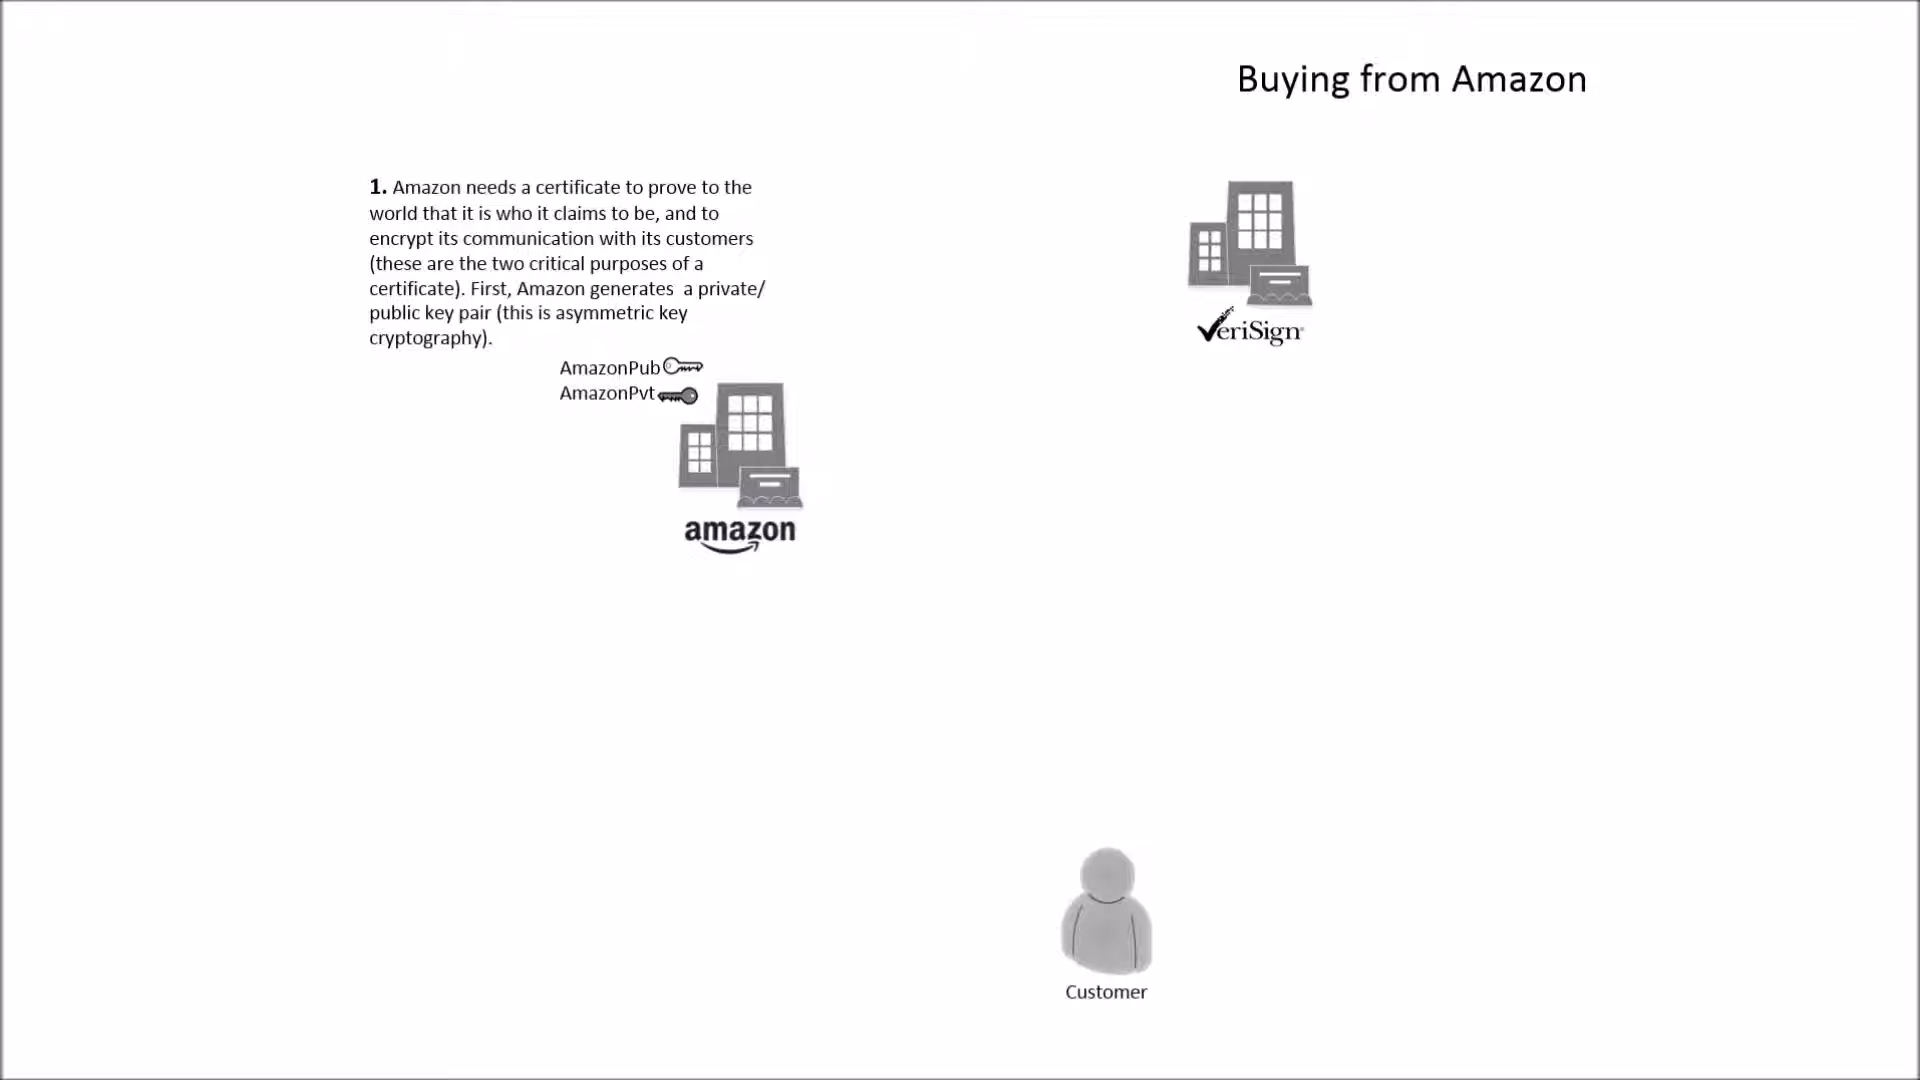 Buying from Amazon
1. Amazon needs a certificate to prove to the
world that it is who it claims to be, and to
encrypt its communication with its customers
(these are the two critical purposes of a
certificate). First, Amazon generates  a private/
public key pair (this is asymmetric key
cryptography).
VeriSign
AmazonPub
AmazonPvt
amazon
Customer